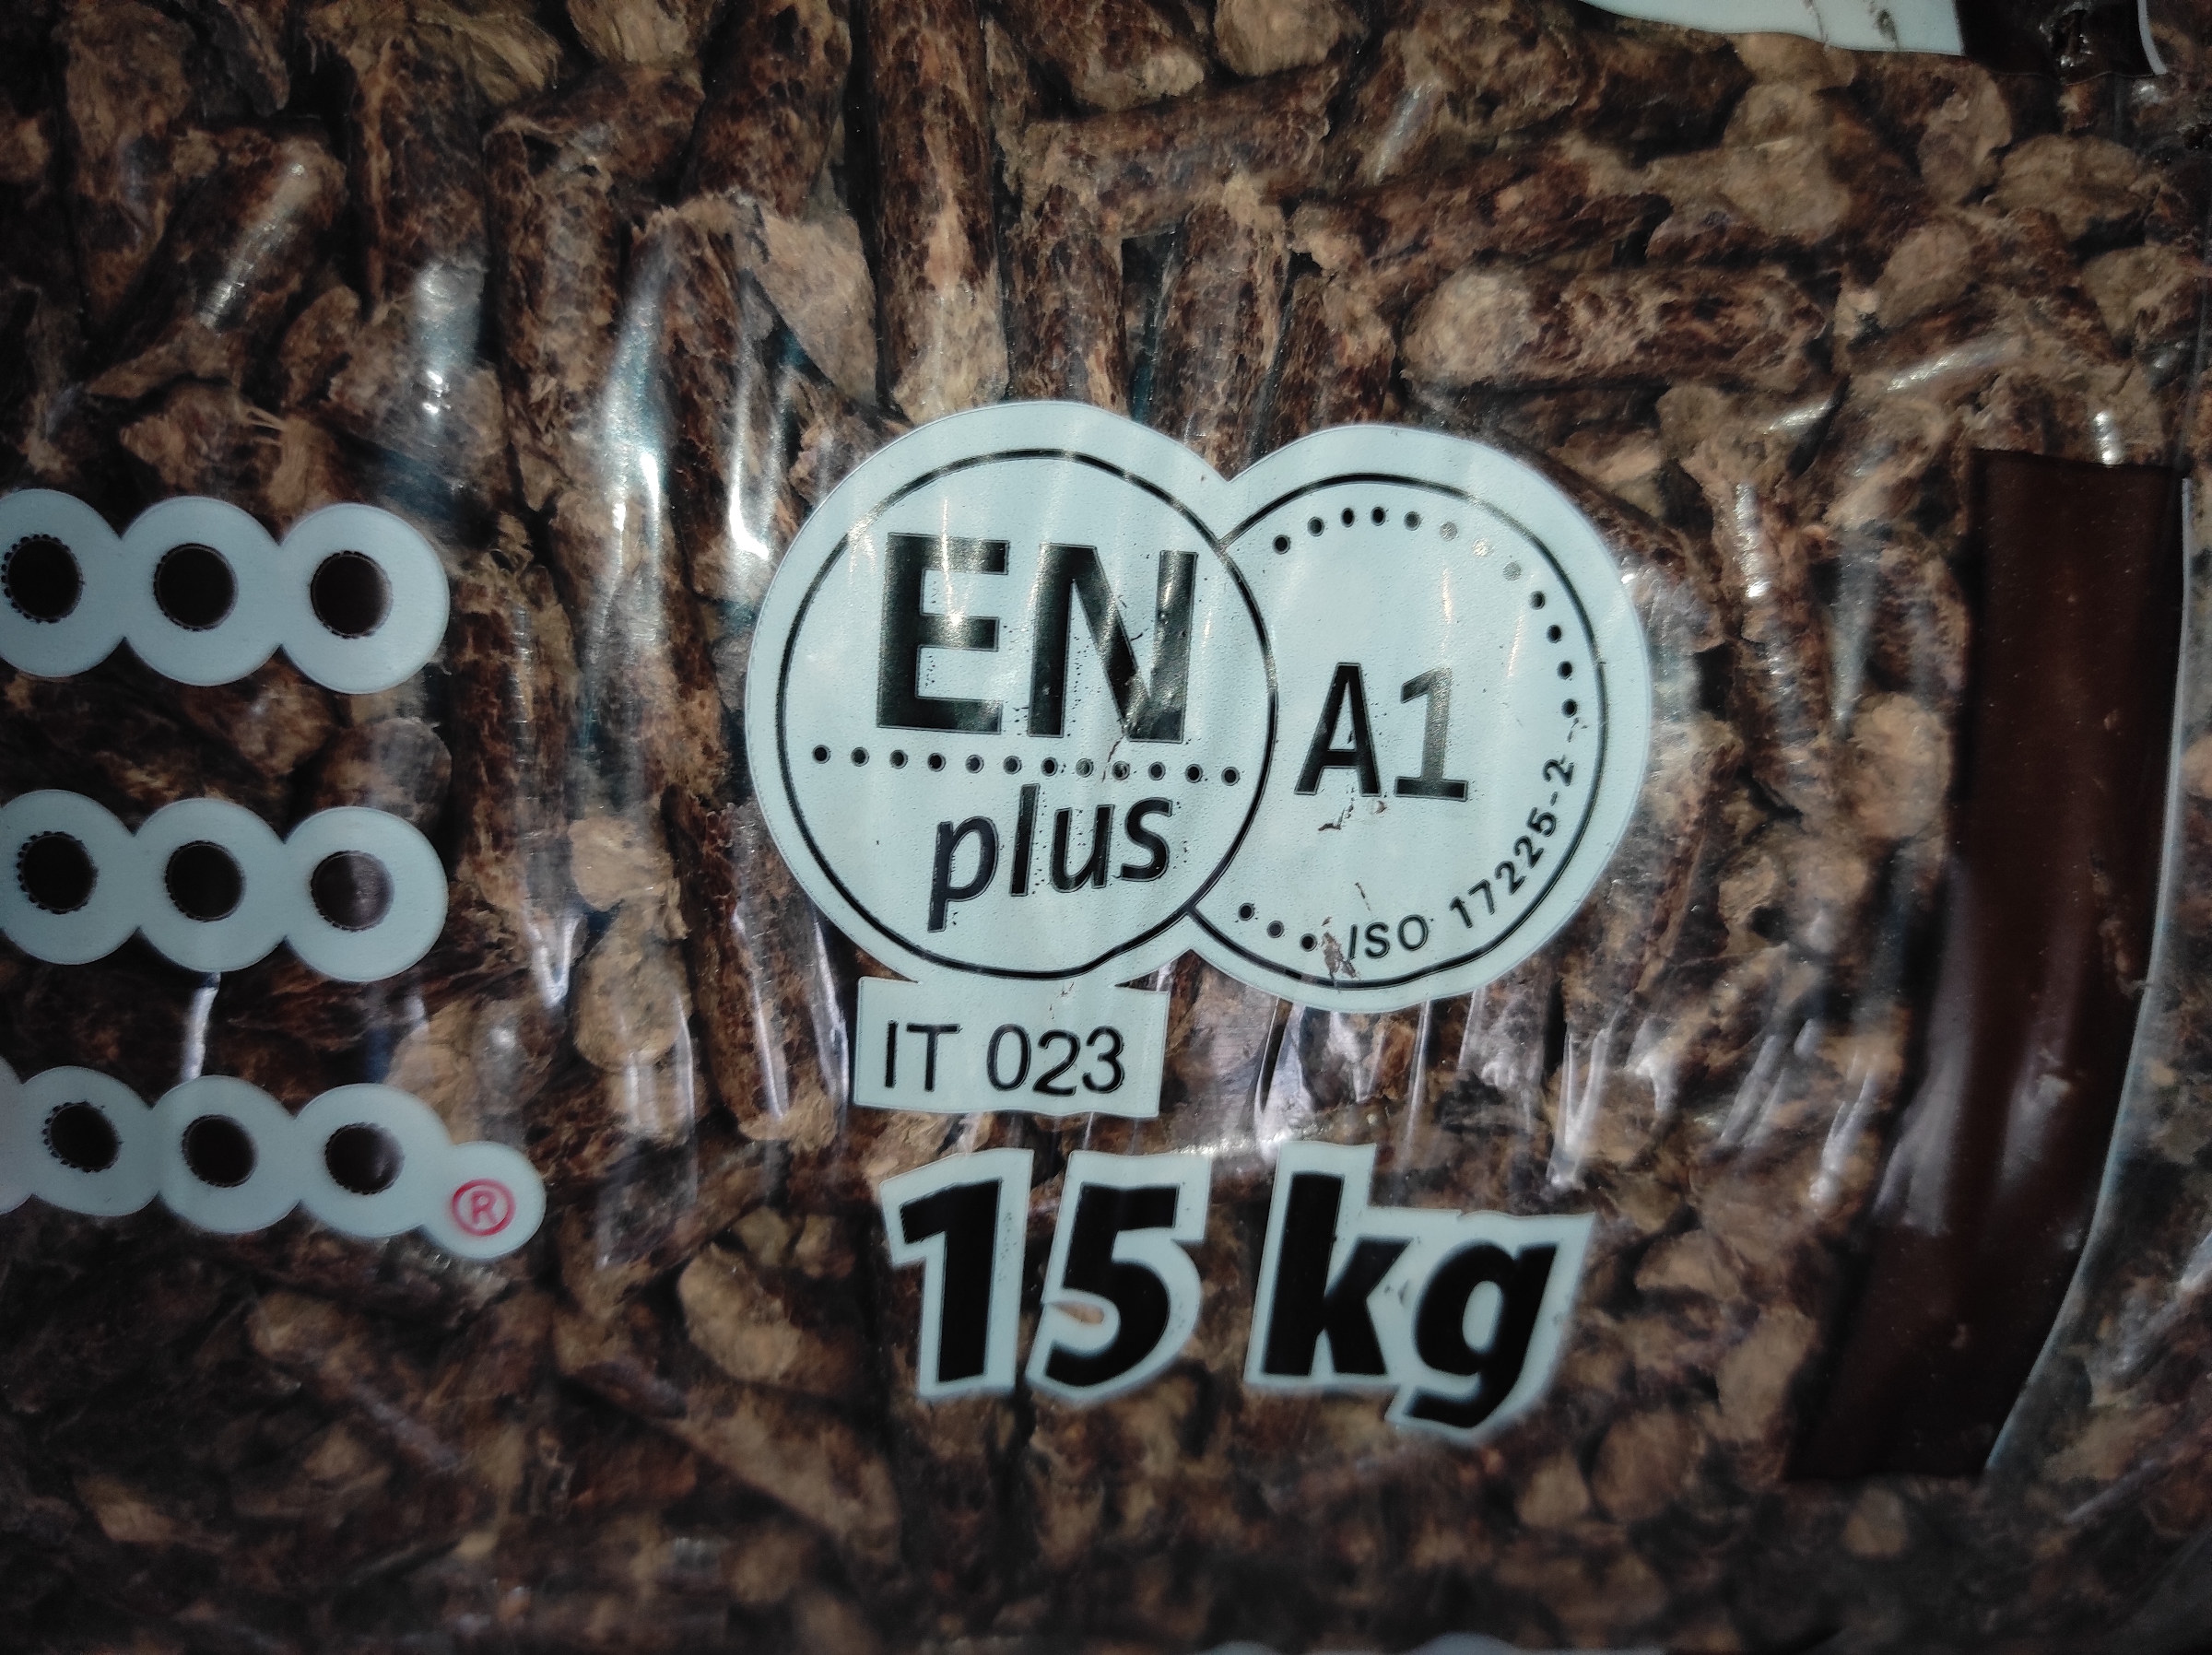 EN
plus
A1
ISO 17225-2
IT 023
15 kg
®